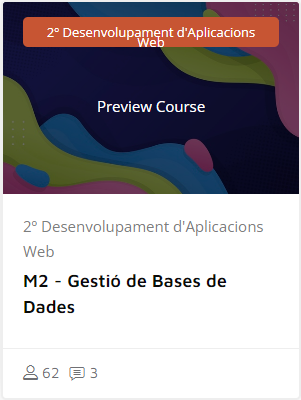 2º Desenvolupament d'Aplicacions
Web
Preview Course
2º Desenvolupament d'Aplicacions
Web
M2 - Gestió de Bases de
Dades
62 3